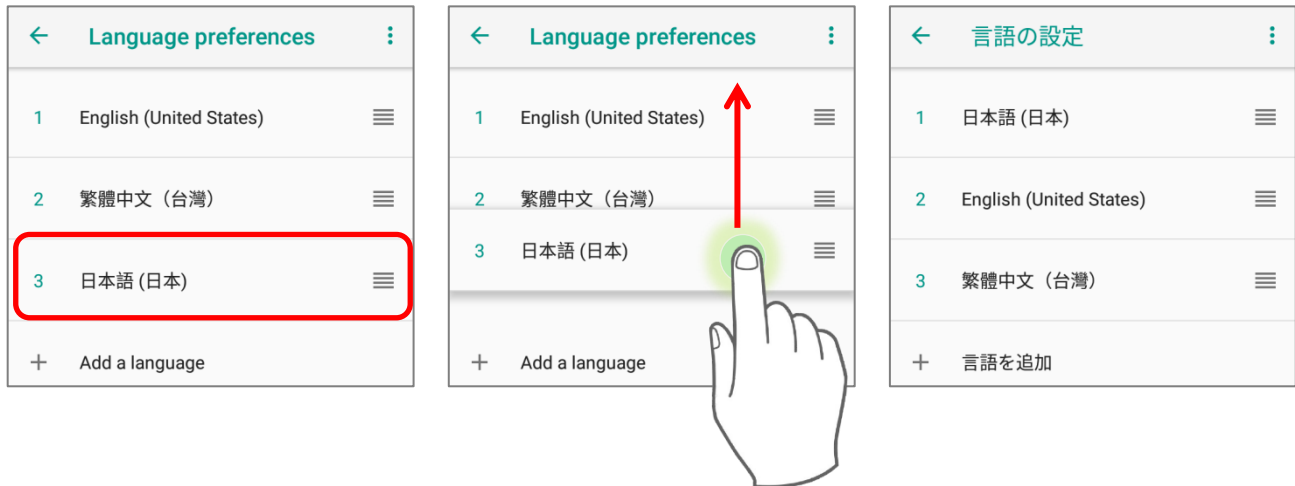 Language preferences
1 English (United States)
2 繁體中文（台灣）
3 日本語 (日本)
+ Add a language
Language preferences
1 English (United States)
2 繁體中文（台灣）
3 日本語 (日本)
+ Add a language
言語の設定
1 日本語 (日本)
2 English (United States)
3 繁體中文（台灣）
+ 言語を追加